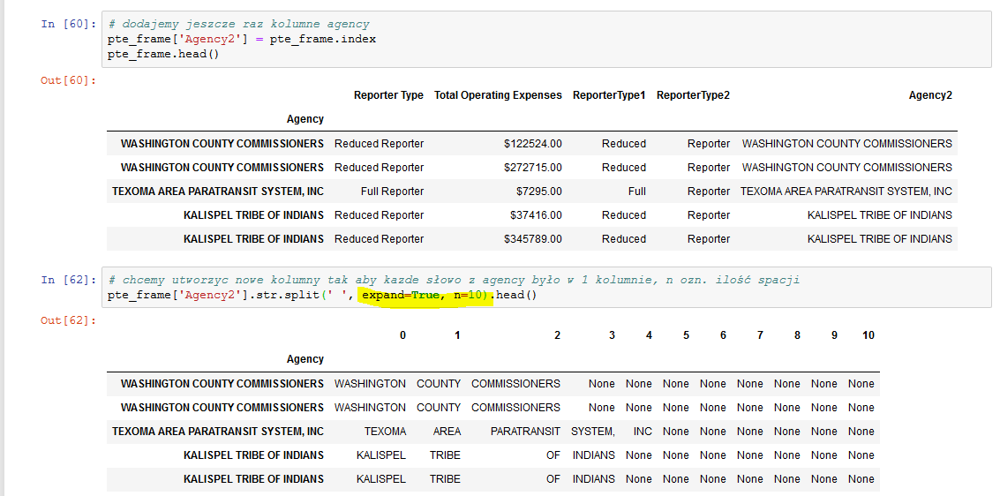 In [60]: # dodajemy jeszcze raz kolumne agency
pte_frame['Agency2'] = pte_frame.index
pte_frame.head()
Out[60]:
Reporter Type Total Operating Expenses ReporterType1 ReporterType2 Agency2
Agency
WASHINGTON COUNTY COMMISSIONERS Reduced Reporter $122524.00 Reduced Reporter WASHINGTON COUNTY COMMISSIONERS
WASHINGTON COUNTY COMMISSIONERS Reduced Reporter $272715.00 Reduced Reporter WASHINGTON COUNTY COMMISSIONERS
TEXOMA AREA PARATRANSIT SYSTEM, INC Full Reporter $7295.00 Full Reporter TEXOMA AREA PARATRANSIT SYSTEM, INC
KALISPEL TRIBE OF INDIANS Reduced Reporter $37416.00 Reduced Reporter KALISPEL TRIBE OF INDIANS
KALISPEL TRIBE OF INDIANS Reduced Reporter $345789.00 Reduced Reporter KALISPEL TRIBE OF INDIANS
In [62]: # chcemy utworzyc nowe kolumny tak aby kazde słowo z agency było w 1 kolumnie, n ozn. ilość spacji
pte_frame['Agency2'].str.split(' ', expand=True, n=10).head()
Out[62]:
0 1 2 3 4 5 6 7 8 9 10
Agency
WASHINGTON COUNTY COMMISSIONERS WASHINGTON COUNTY COMMISSIONERS None None None None None None None None
WASHINGTON COUNTY COMMISSIONERS WASHINGTON COUNTY COMMISSIONERS None None None None None None None None
TEXOMA AREA PARATRANSIT SYSTEM, INC TEXOMA AREA PARATRANSIT SYSTEM, INC None None None None None None
KALISPEL TRIBE OF INDIANS KALISPEL TRIBE OF INDIANS None None None None None None None
KALISPEL TRIBE OF INDIANS KALISPEL TRIBE OF INDIANS None None None None None None None